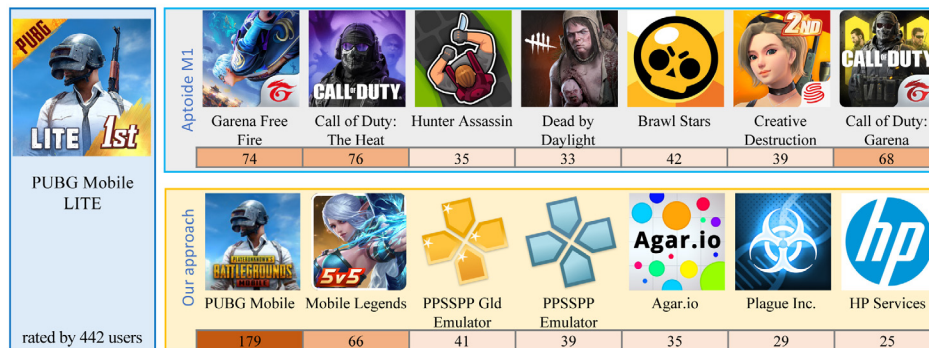 PUBG
LITE 1st
PUBG Mobile
LITE
rated by 442 users
Aptoide M1
CALL OF DUTY
2ND
CALL OF DUTY
Garena Free
Fire
Call of Duty:
The Heat
Hunter Assassin
Dead by
Daylight
Brawl Stars
Creative
Destruction
Call of Duty:
Garena
74 76 35 33 42 39 68
Our approach
PLAYERUNKNOWN'S
BATTLEGROUNDS
MOBILE
5v5
Agar.io
hp
PUBG Mobile
Mobile Legends
PPSSPP Gld
Emulator
PPSSPP
Emulator
Agar.io
Plague Inc.
HP Services
179 66 41 39 35 29 25